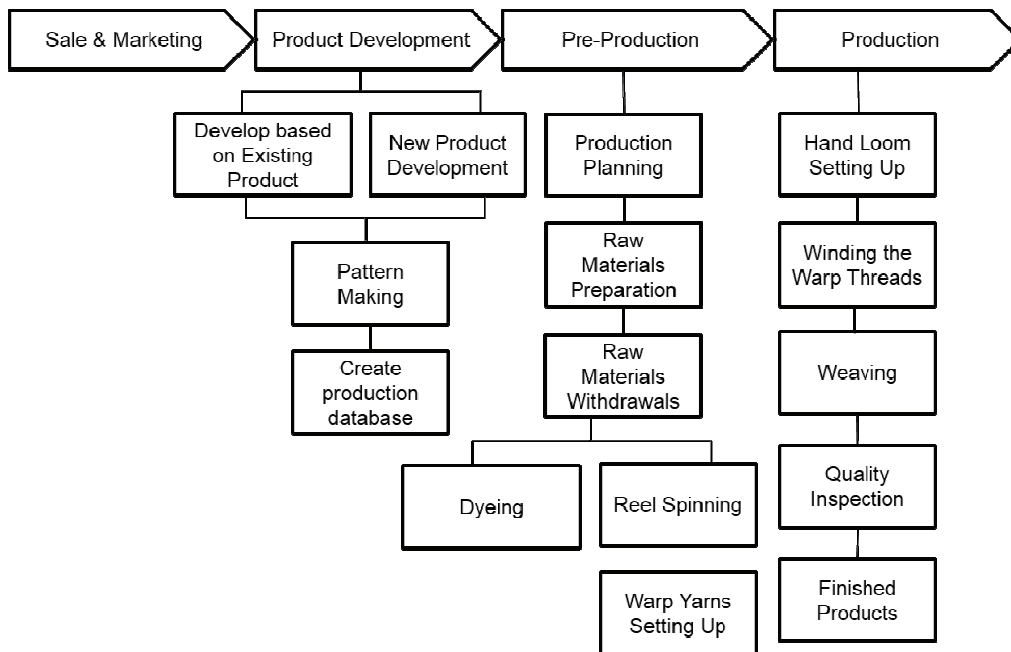 Sale & Marketing
Product Development
Pre-Production
Production
Develop based
on Existing
Product
New Product
Development
Pattern
Making
Create
production
database
Production
Planning
Raw
Materials
Preparation
Raw
Materials
Withdrawals
Dyeing
Reel Spinning
Warp Yarns
Setting Up
Hand Loom
Setting Up
Winding the
Warp Threads
Weaving
Quality
Inspection
Finished
Products